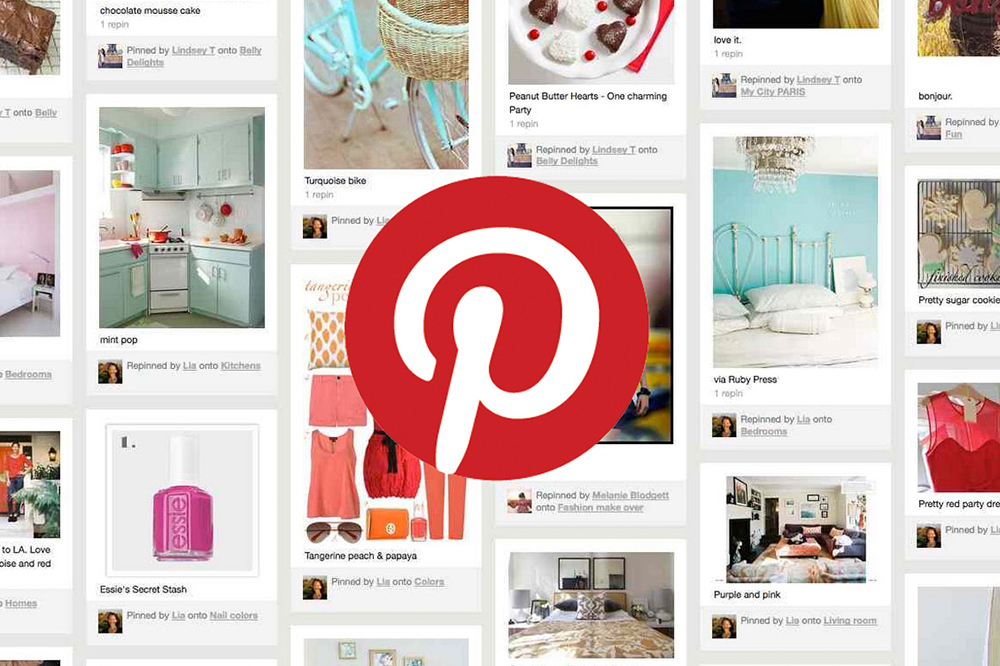 chocolate mousse cake
1 repin
Pinned by Lindsey T onto Belly
Delights
T onto Belly
mint pop
Repinned by Lia onto Kitchens
Bedrooms
1.
essie
Essie's Secret Stash
Pinned by Lia onto Nail colors
to LA. Love
and red
Homes
Turquoise bike
1 repin
Pinned by
Tangerine peach & papaya
Pinned by Lia onto Colors
Peanut Butter Hearts - One charming
Party
1 repin
Repinned by Lindsey T onto
Belly Delights
Repinned by Melanie Blodgett
onto Fashion make over
love it.
1 repin
Repinned by Lindsey T onto
My City PARIS
via Ruby Press
1 repin
Repinned by Lia onto
Bedrooms
Purple and pink
Pinned by Lia onto Living room
bonjour.
Repinned by
Fun
finished cookies
Pretty sugar cookie
Pinned by
Pretty red party
Pinned by